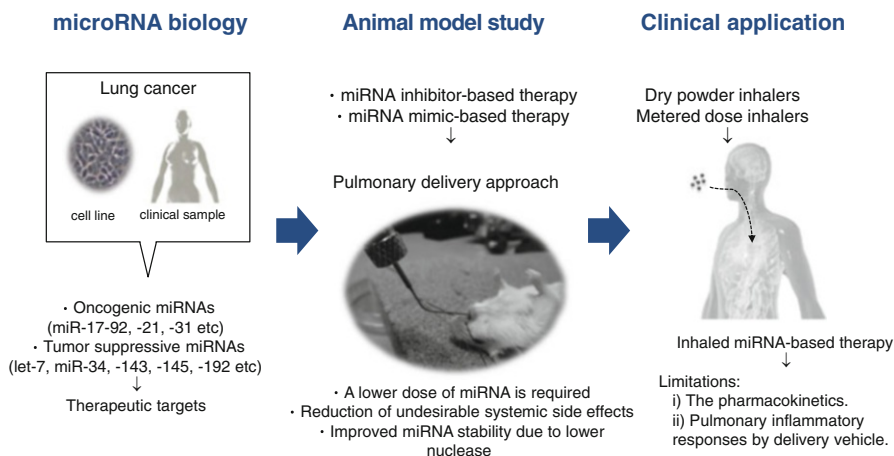 microRNA biology
Lung cancer
cell line
clinical sample
・Oncogenic miRNAs
(miR-17-92, -21, -31 etc)
・Tumor suppressive miRNAs
(let-7, miR-34, -143, -145, -192 etc)
↓
Therapeutic targets
Animal model study
・miRNA inhibitor-based therapy
・miRNA mimic-based therapy
↓
Pulmonary delivery approach
・A lower dose of miRNA is required
・Reduction of undesirable systemic side effects
・Improved miRNA stability due to lower
nuclease
Clinical application
Dry powder inhalers
Metered dose inhalers
↓
Inhaled miRNA-based therapy
↓
Limitations:
i) The pharmacokinetics.
ii) Pulmonary inflammatory
responses by delivery vehicle.